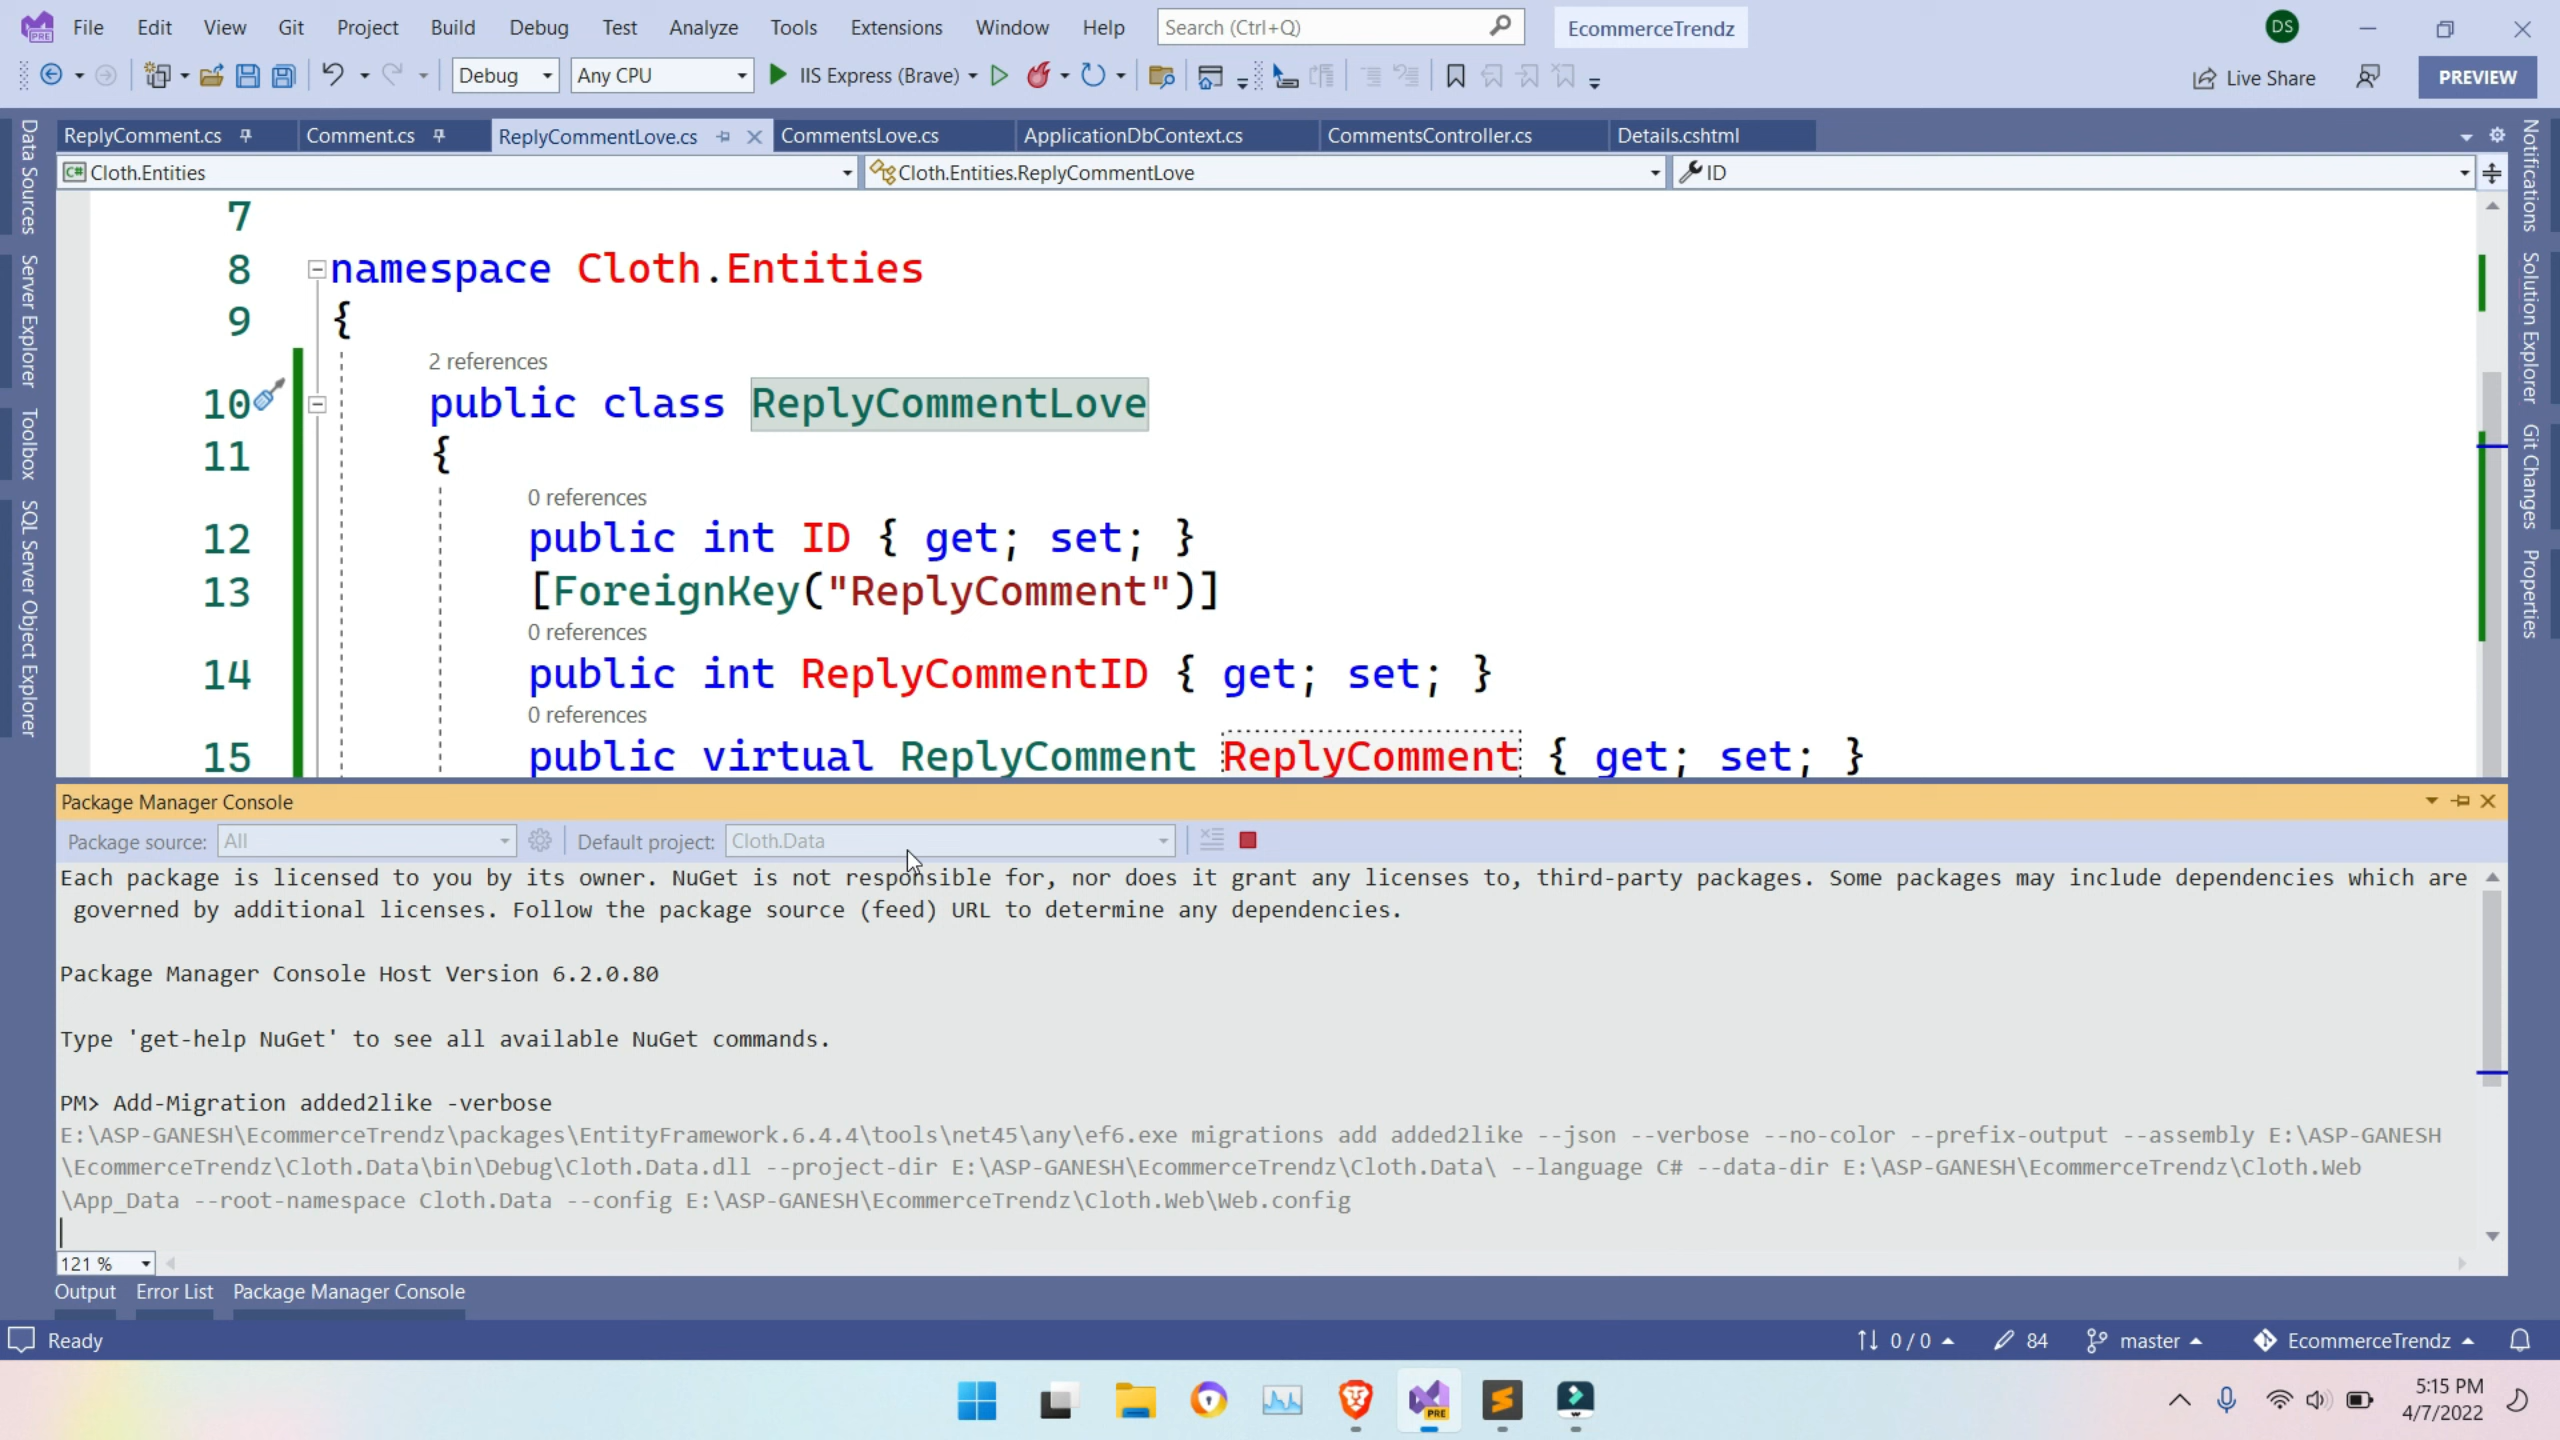 File Edit View Git Project Build Debug Test Analyze Tools Extensions Window Help Search (Ctrl+Q) EcommerceTrendz DS
Debug Any CPU IIS Express (Brave) Live Share PREVIEW
ReplyComment.cs Comment.cs ReplyCommentLove.cs CommentsLove.cs ApplicationDbContext.cs CommentsController.cs Details.cshtml
C# Cloth.Entities Cloth.Entities.ReplyCommentLove ID
Data Sources
Server Explorer
Toolbox
SQL Server Object Explorer
7
8 namespace Cloth.Entities
9 {
2 references
10 public class ReplyCommentLove
11 {
0 references
12 public int ID { get; set; }
13 [ForeignKey("ReplyComment")]
0 references
14 public int ReplyCommentID { get; set; }
0 references
15 public virtual ReplyComment ReplyComment { get; set; }
Notifications
Solution Explorer
Git Changes
Properties
Package Manager Console
Package source: All Default project: Cloth.Data
Each package is licensed to you by its owner. NuGet is not responsible for, nor does it grant any licenses to, third-party packages. Some packages may include dependencies which are
governed by additional licenses. Follow the package source (feed) URL to determine any dependencies.
Package Manager Console Host Version 6.2.0.80
Type 'get-help NuGet' to see all available NuGet commands.
PM> Add-Migration added2like -verbose
E:\ASP-GANESH\EcommerceTrendz\packages\EntityFramework.6.4.4\tools\net45\any\ef6.exe migrations add added2like --json --verbose --no-color --prefix-output --assembly E:\ASP-GANESH
\EcommerceTrendz\Cloth.Data\bin\Debug\Cloth.Data.dll --project-dir E:\ASP-GANESH\EcommerceTrendz\Cloth.Data\ --language C# --data-dir E:\ASP-GANESH\EcommerceTrendz\Cloth.Web
\App_Data --root-namespace Cloth.Data --config E:\ASP-GANESH\EcommerceTrendz\Cloth.Web\Web.config
121 %
Output Error List Package Manager Console
Ready 0 / 0 84 master EcommerceTrendz
PRE
5:15 PM
4/7/2022